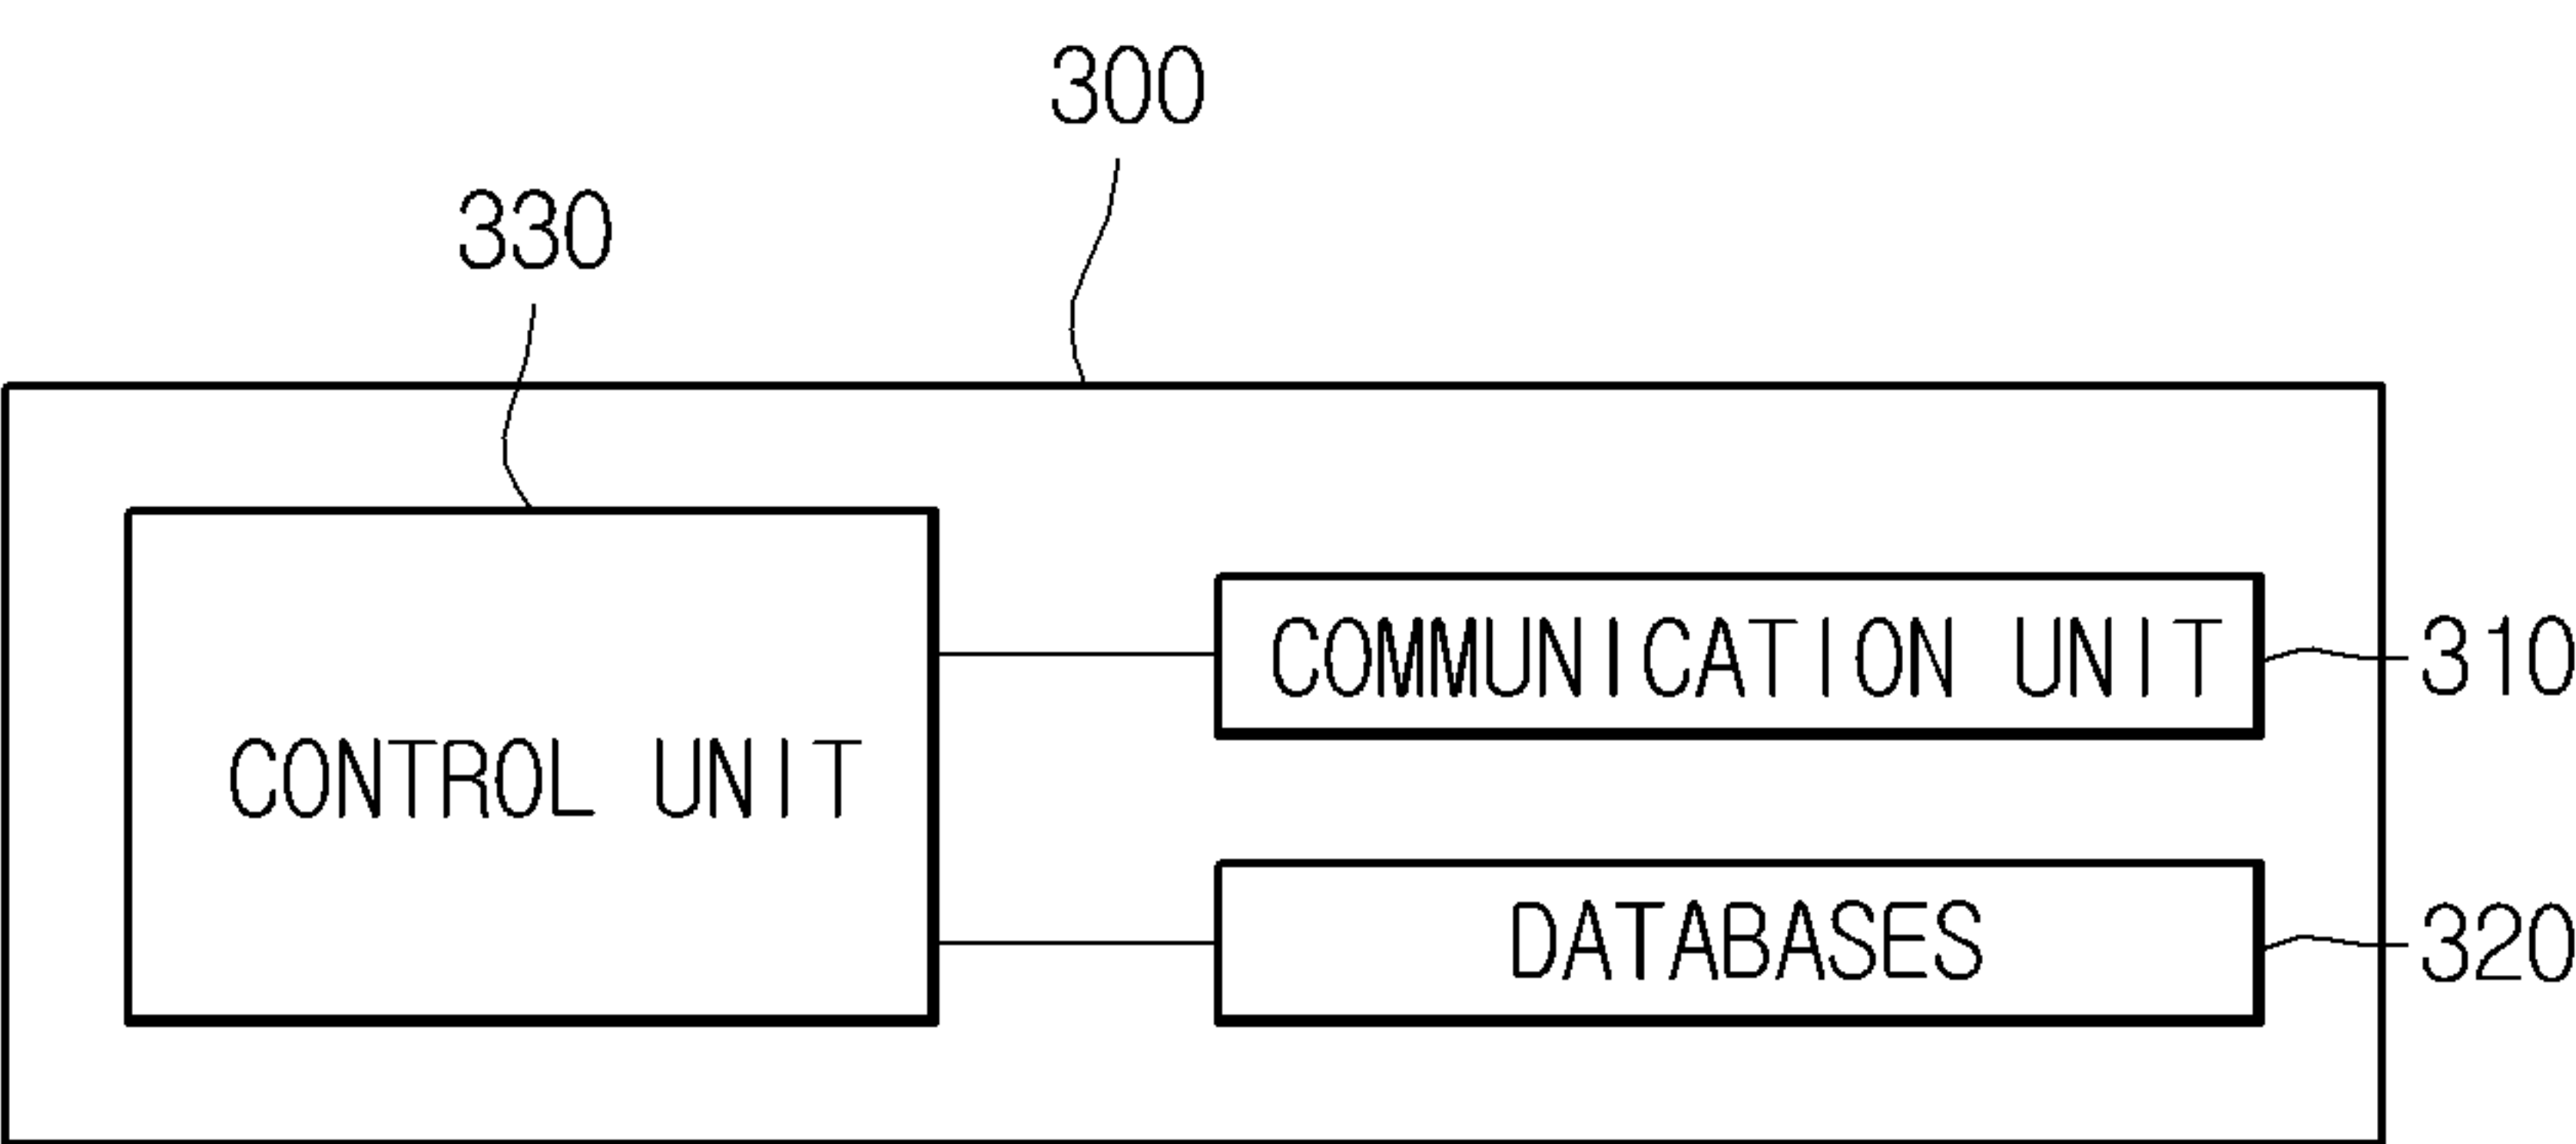 300
330
COMMUNICATION UNIT
310
CONTROL UNIT
DATABASES
320